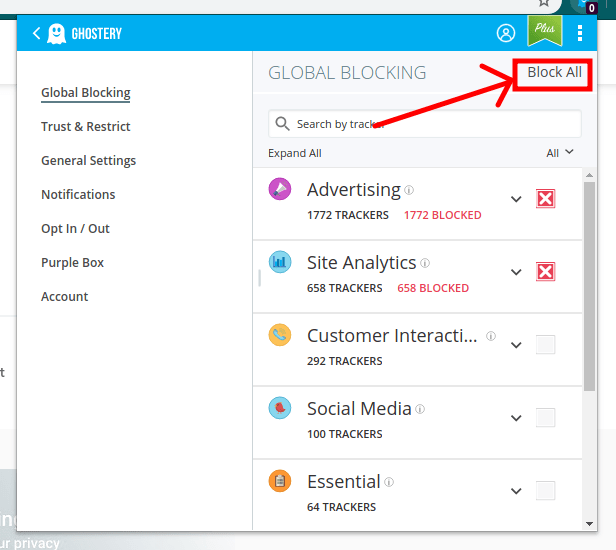 0
GHOSTERY
Plus
Global Blocking
Trust & Restrict
General Settings
Notifications
Opt In / Out
Purple Box
Account
GLOBAL BLOCKING
Block All
Search by tracker
Expand All
All
Advertising
1772 TRACKERS 1772 BLOCKED
Site Analytics
658 TRACKERS 658 BLOCKED
Customer Interacti...
292 TRACKERS
Social Media
100 TRACKERS
Essential
64 TRACKERS
t
ing
ur privacy